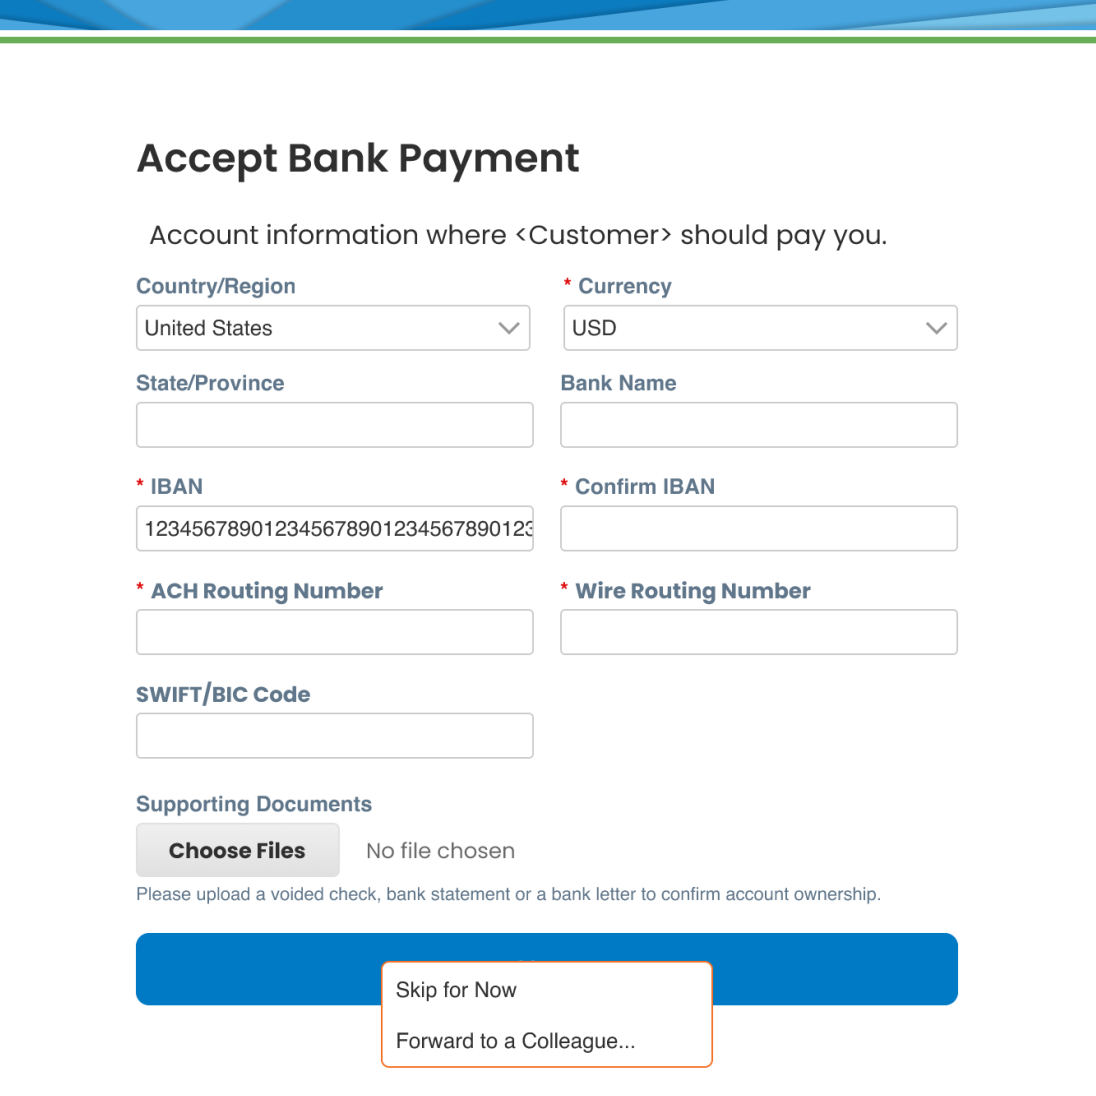 Accept Bank Payment
Account information where <Customer> should pay you.
Country/Region
* Currency
United States
USD
State/Province
Bank Name
* IBAN
* Confirm IBAN
123456789012345678901234567890123
* ACH Routing Number
* Wire Routing Number
SWIFT/BIC Code
Supporting Documents
Choose Files
No file chosen
Please upload a voided check, bank statement or a bank letter to confirm account ownership.
Skip for Now
Forward to a Colleague...